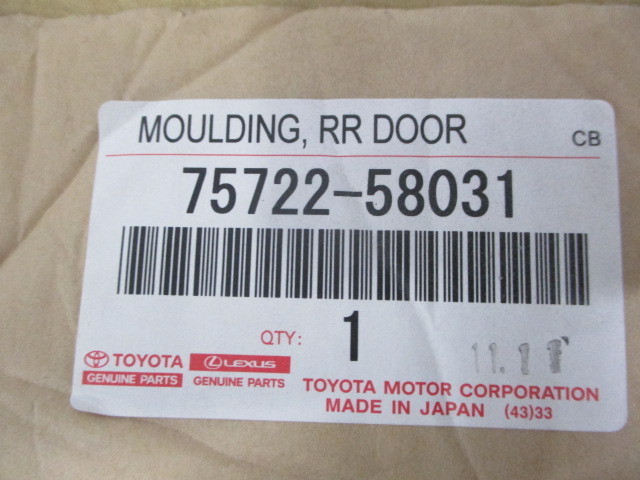 MOULDING, RR DOOR CB
75722-58031
QTY: 1
11.11
TOYOTA LEXUS
GENUINE PARTS GENUINE PARTS
TOYOTA MOTOR CORPORATION
MADE IN JAPAN (43)33